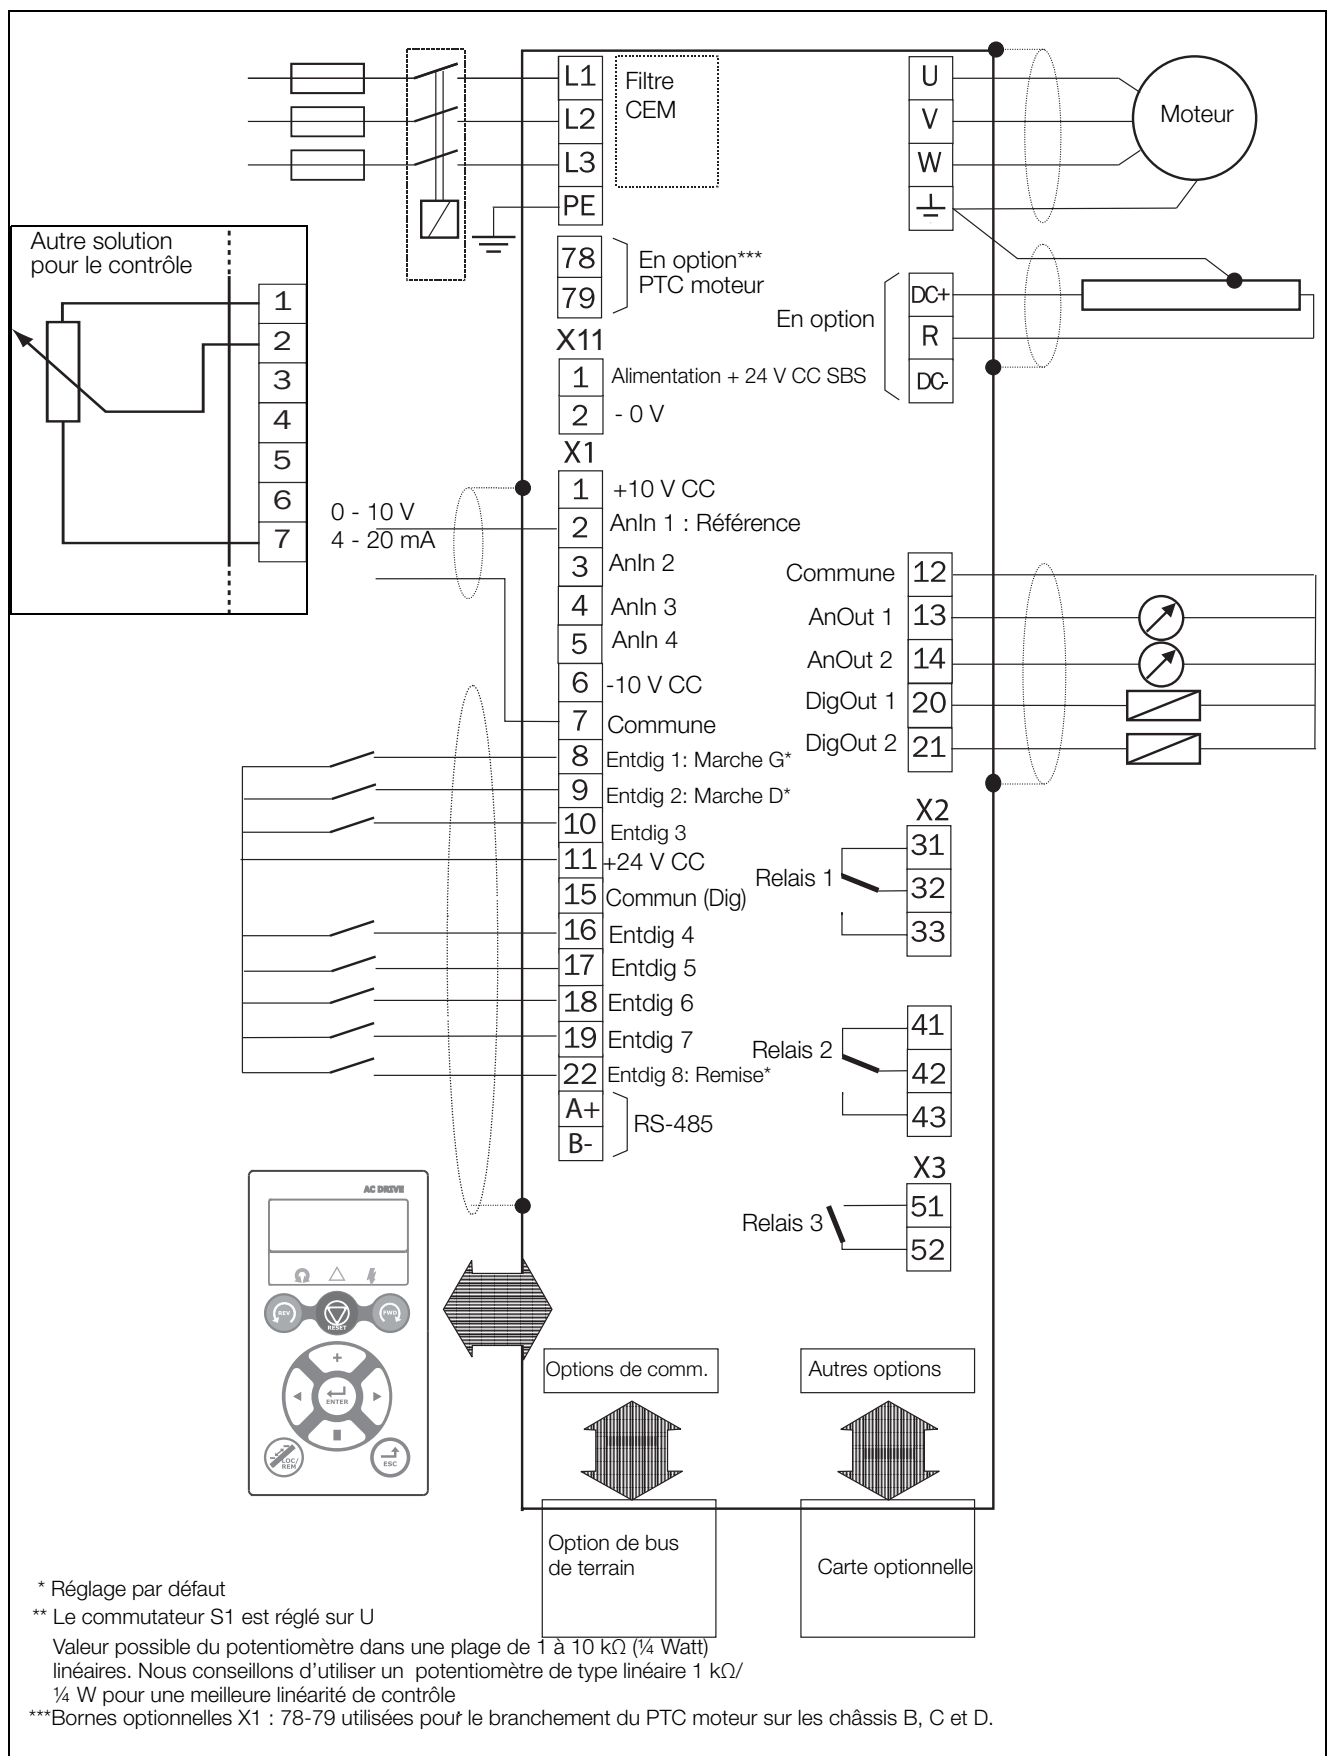 L1
L2
L3
PE
Filtre
CEM
U
V
W
Moteur
Autre solution
pour le contrôle
1
2
3
4
5
6
7
78
79
En option***
PTC moteur
En option
DC+
R
DC-
X11
1 Alimentation + 24 V CC SBS
2 - 0 V
X1
0 - 10 V
4 - 20 mA
1 +10 V CC
2 AnIn 1 : Référence
3 AnIn 2
4 AnIn 3
5 AnIn 4
6 -10 V CC
7 Commune
8 Entdig 1: Marche G*
9 Entdig 2: Marche D*
10 Entdig 3
11 +24 V CC
15 Commun (Dig)
16 Entdig 4
17 Entdig 5
18 Entdig 6
19 Entdig 7
22 Entdig 8: Remise*
A+
B-
RS-485
Commune 12
AnOut 1 13
AnOut 2 14
DigOut 1 20
DigOut 2 21
X2
31
Relais 1
32
33
41
Relais 2
42
43
X3
51
Relais 3
52
AC DRIVE
REV
RESET
FWD
+
ENTER
LOC/
REM
ESC
Options de comm.
Autres options
Option de bus
de terrain
Carte optionnelle
* Réglage par défaut
** Le commutateur S1 est réglé sur U
Valeur possible du potentiomètre dans une plage de 1 à 10 kΩ (¼ Watt)
linéaires. Nous conseillons d’utiliser un potentiomètre de type linéaire 1 kΩ/
¼ W pour une meilleure linéarité de contrôle
***Bornes optionnelles X1 : 78-79 utilisées pour le branchement du PTC moteur sur les châssis B, C et D.